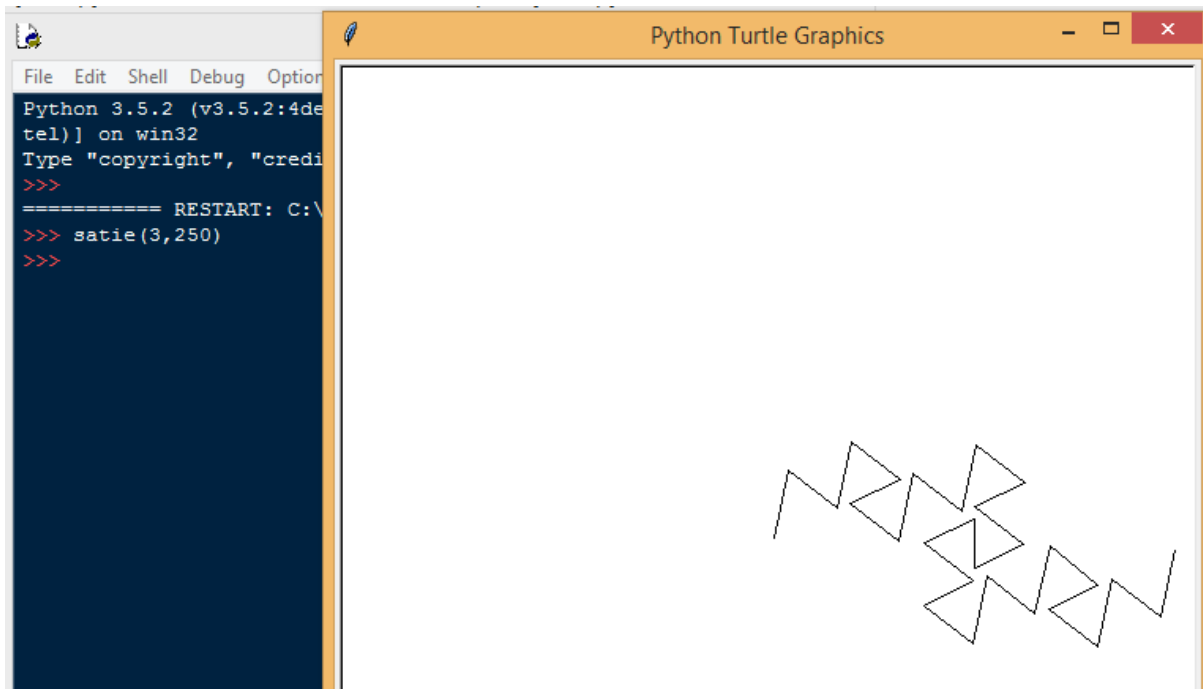 Python Turtle Graphics
File Edit Shell Debug Option
Python 3.5.2 (v3.5.2:4de
tel)] on win32
Type "copyright", "credi
>>>
=========== RESTART: C:\
>>> satie(3,250)
>>>